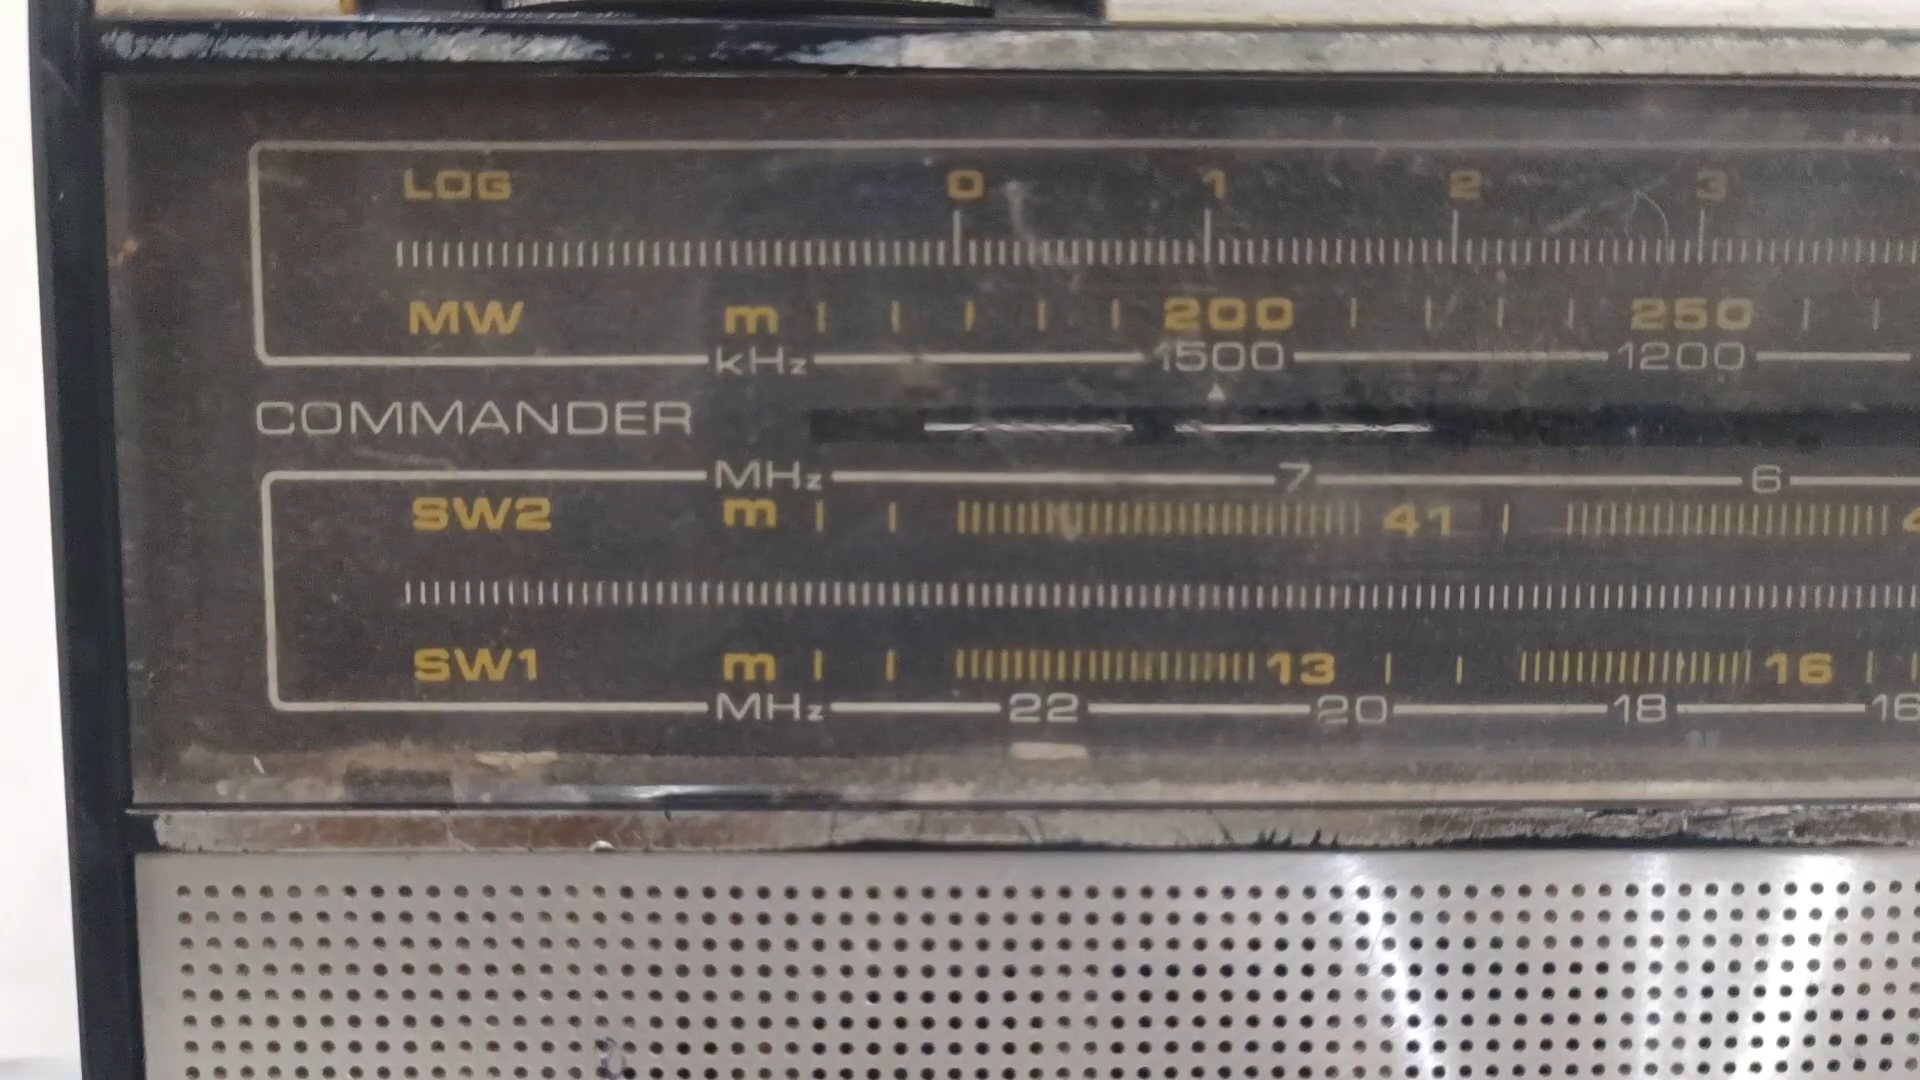 LOG 0 1 2 3
MW m 200 250
kHz 1500 1200
COMMANDER
MHz 7 6
SW2 m 41
SW1 m 13 16
MHz 22 20 18 16